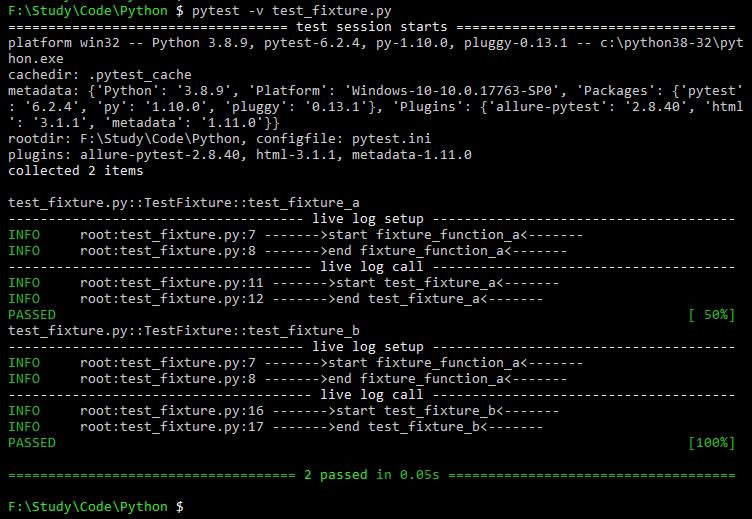 F:\Study\Code\Python $ pytest -v test_fixture.py
==================================== test session starts ====================================
platform win32 -- Python 3.8.9, pytest-6.2.4, py-1.10.0, pluggy-0.13.1 -- c:\python38-32\pyt
hon.exe
cachedir: .pytest_cache
metadata: {'Python': '3.8.9', 'Platform': 'Windows-10-10.0.17763-SP0', 'Packages': {'pytest'
: '6.2.4', 'py': '1.10.0', 'pluggy': '0.13.1'}, 'Plugins': {'allure-pytest': '2.8.40', 'html
': '3.1.1', 'metadata': '1.11.0'}}
rootdir: F:\Study\Code\Python, configfile: pytest.ini
plugins: allure-pytest-2.8.40, html-3.1.1, metadata-1.11.0
collected 2 items
test_fixture.py::TestFixture::test_fixture_a
------------------------------------- live log setup --------------------------------------
INFO     root:test_fixture.py:7 ------->start fixture_function_a<-------
INFO     root:test_fixture.py:8 ------->end fixture_function_a<-------
-------------------------------------- live log call --------------------------------------
INFO     root:test_fixture.py:11 ------->start test_fixture_a<-------
INFO     root:test_fixture.py:12 ------->end test_fixture_a<-------
PASSED                                                                               [ 50%]
test_fixture.py::TestFixture::test_fixture_b
------------------------------------- live log setup --------------------------------------
INFO     root:test_fixture.py:7 ------->start fixture_function_a<-------
INFO     root:test_fixture.py:8 ------->end fixture_function_a<-------
-------------------------------------- live log call --------------------------------------
INFO     root:test_fixture.py:16 ------->start test_fixture_b<-------
INFO     root:test_fixture.py:17 ------->end test_fixture_b<-------
PASSED                                                                               [100%]
==================================== 2 passed in 0.05s ====================================
F:\Study\Code\Python $